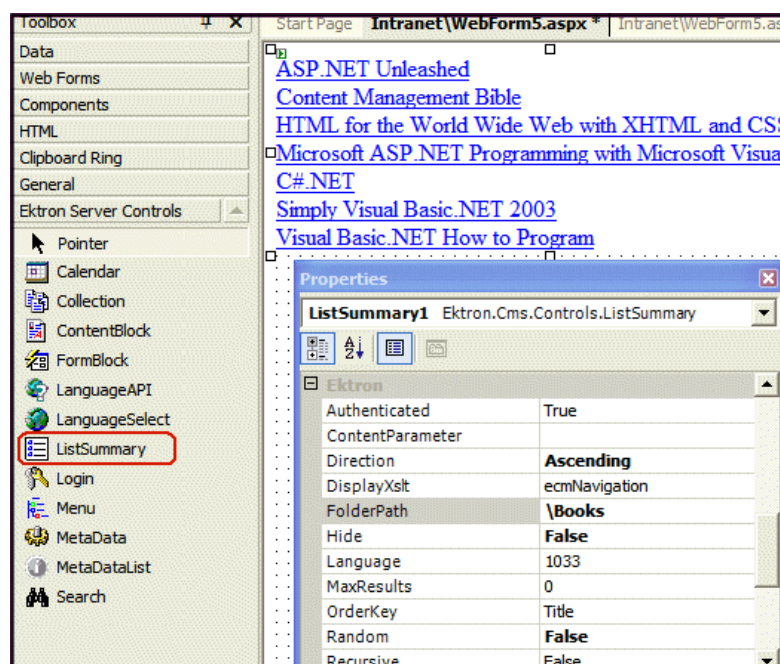 Toolbox
Start Page Intranet\WebForm5.aspx * Intranet\WebForm5.as
Data
Web Forms
Components
HTML
Clipboard Ring
General
Ektron Server Controls
Pointer
Calendar
Collection
ContentBlock
FormBlock
LanguageAPI
LanguageSelect
ListSummary
Login
Menu
MetaData
MetaDataList
Search
ASP.NET Unleashed
Content Management Bible
HTML for the World Wide Web with XHTML and CSS
Microsoft ASP.NET Programming with Microsoft Visua
C#.NET
Simply Visual Basic.NET 2003
Visual Basic.NET How to Program
Properties
ListSummary1 Ektron.Cms.Controls.ListSummary
Ektron
Authenticated True
ContentParameter
Direction Ascending
DisplayXslt ecmNavigation
FolderPath \Books
Hide False
Language 1033
MaxResults 0
OrderKey Title
Random False
Recursive False